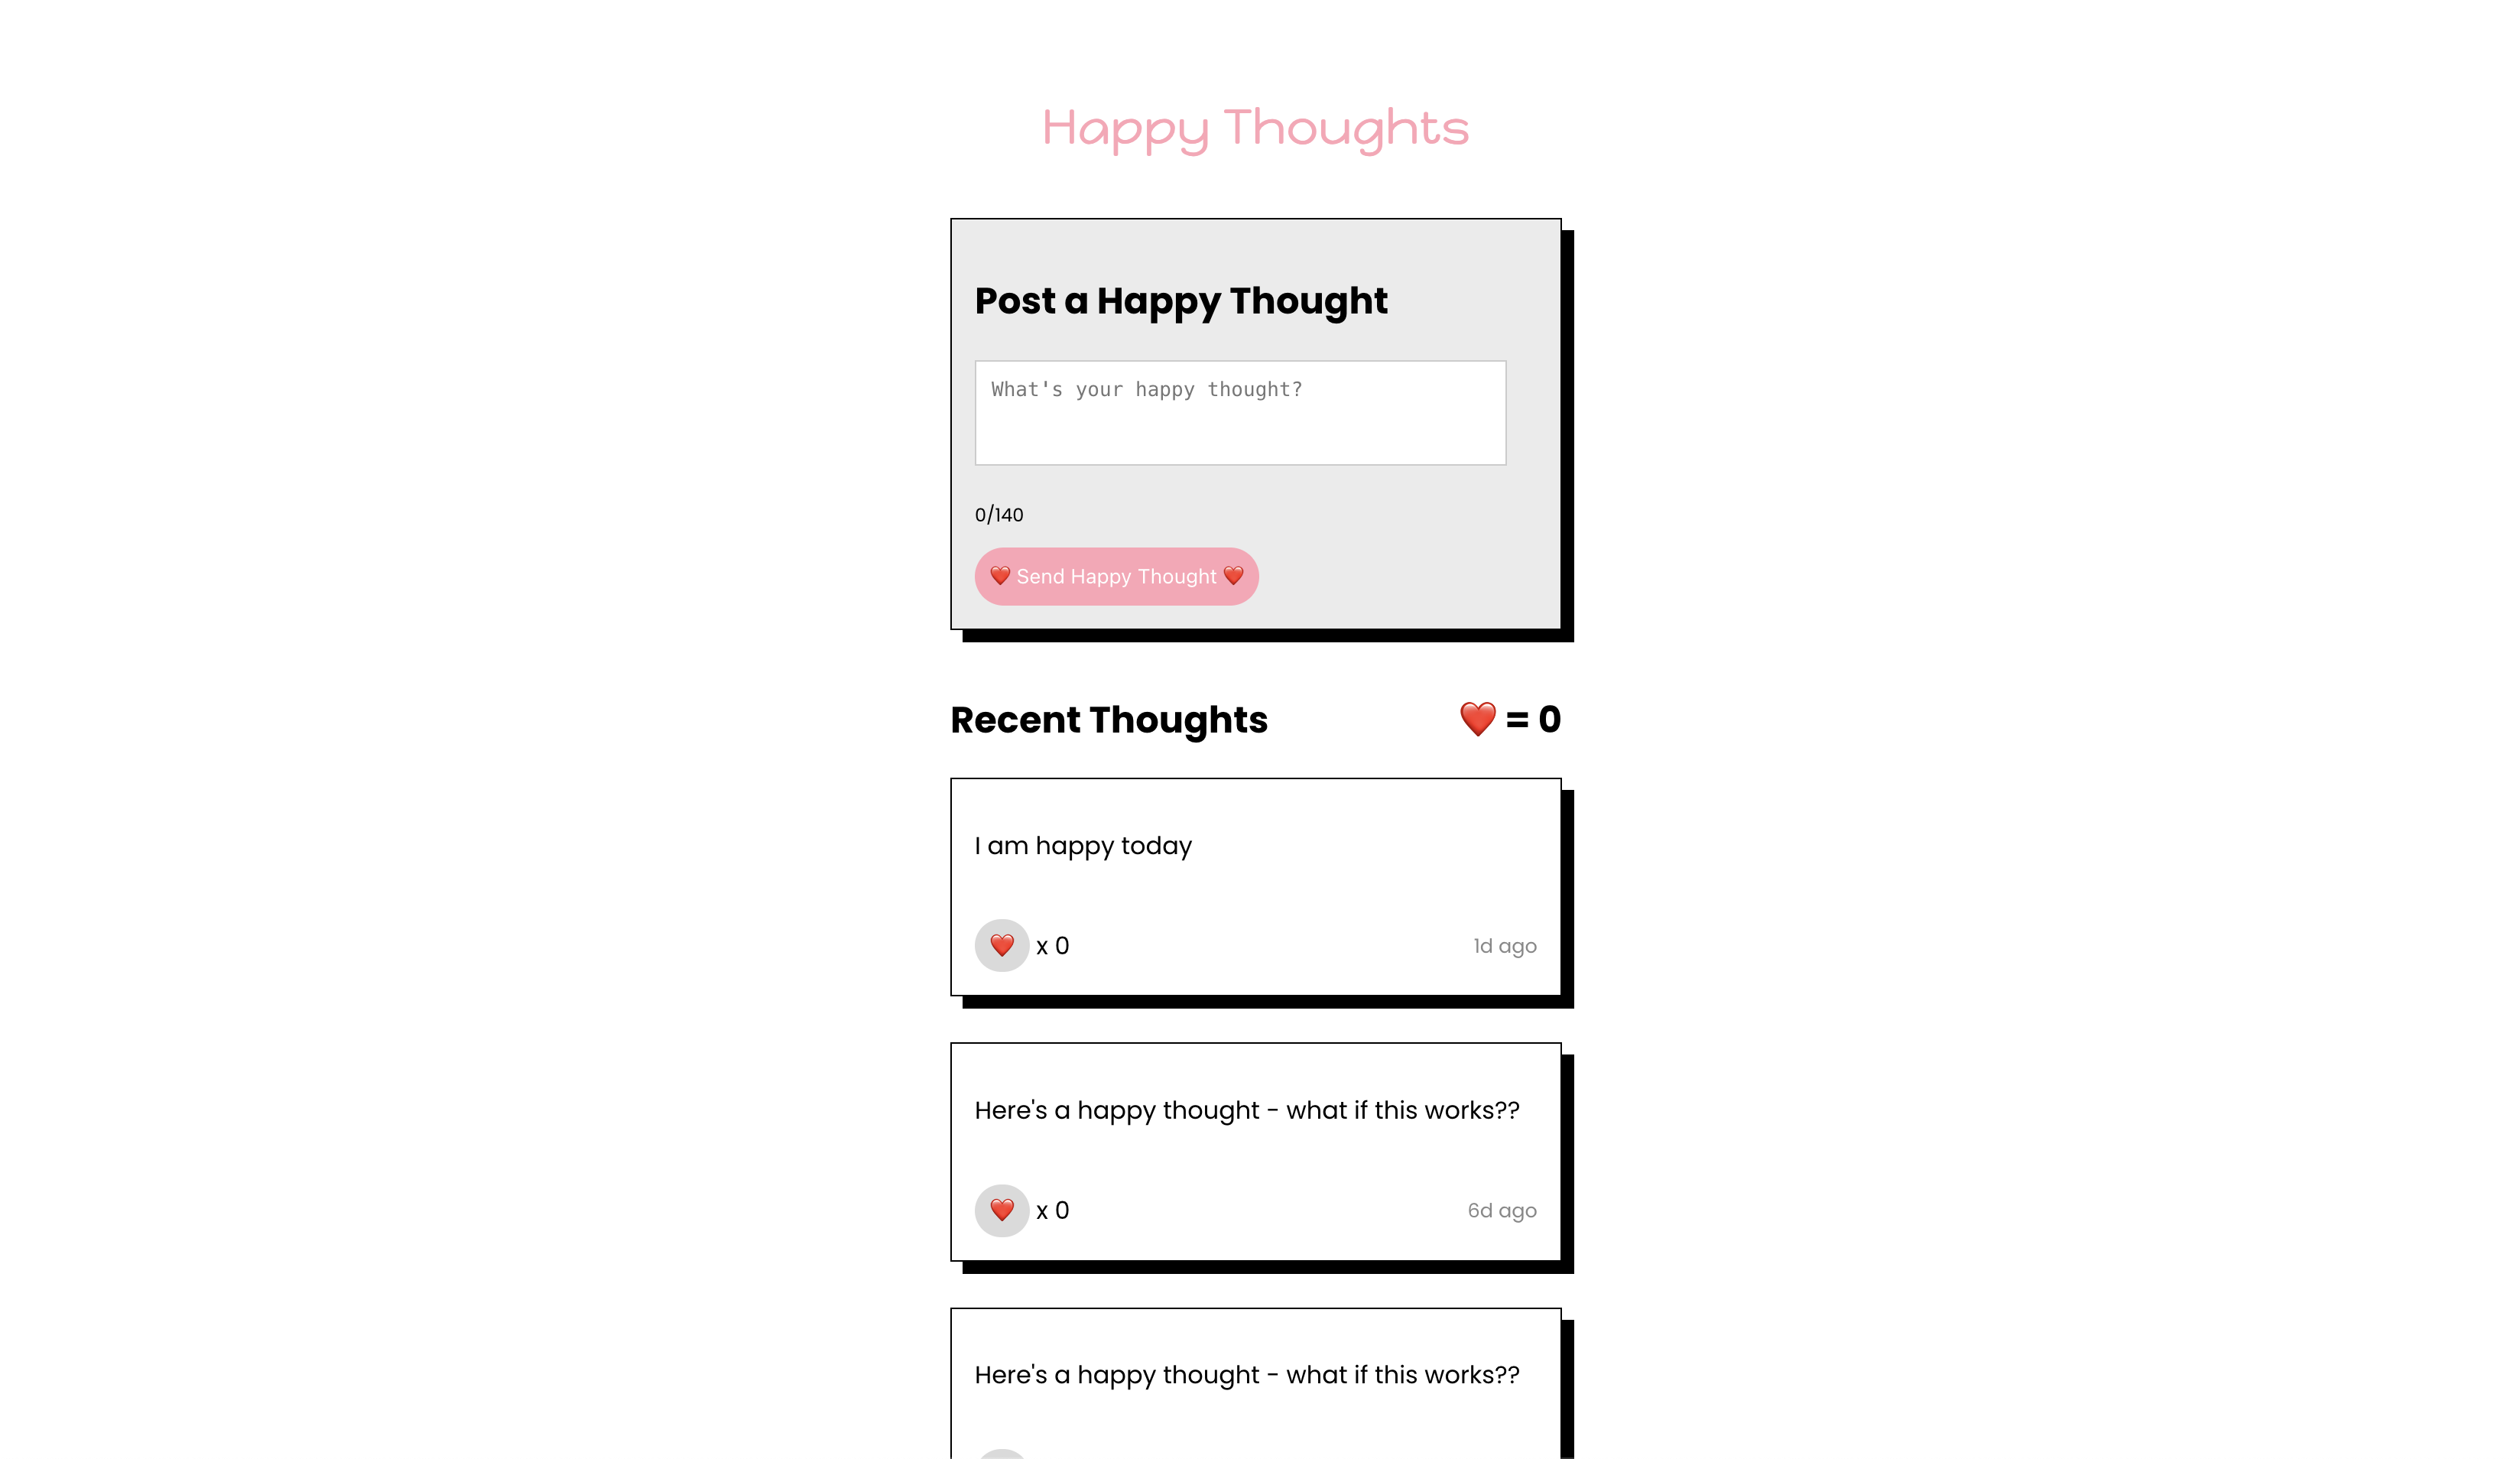 Happy Thoughts
Post a Happy Thought
What's your happy thought?
0/140
❤️ Send Happy Thought ❤️
Recent Thoughts ❤️ = 0
I am happy today
❤️ x 0 1d ago
Here's a happy thought - what if this works??
❤️ x 0 6d ago
Here's a happy thought - what if this works??